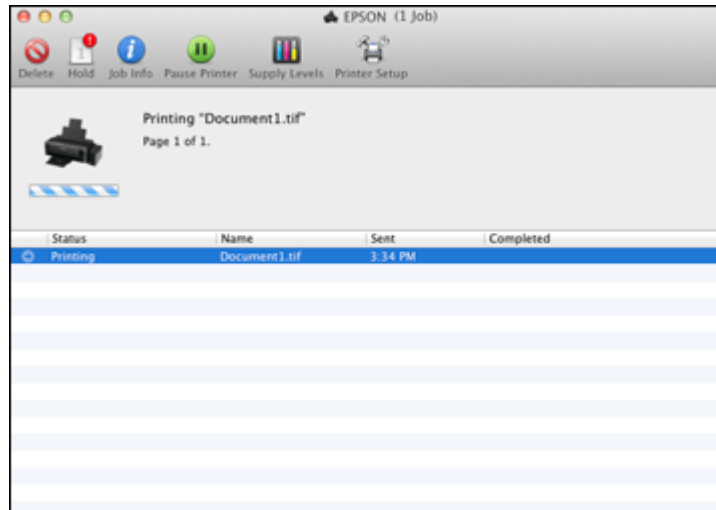 EPSON (1 Job)
Delete Hold Job Info Pause Printer Supply Levels Printer Setup
Printing "Document1.tif"
Page 1 of 1.
Status Name Sent Completed
Printing Document1.tif 3:34 PM